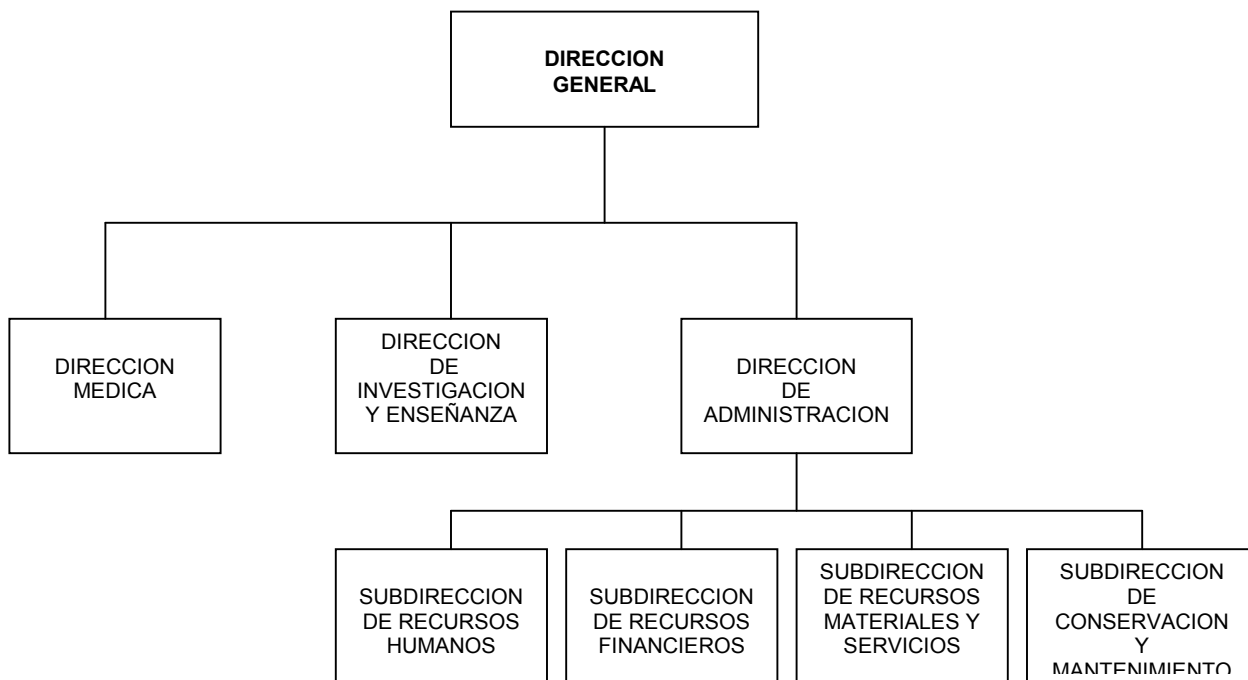 DIRECCION
GENERAL
DIRECCION
MEDICA
DIRECCION
DE
INVESTIGACION
Y ENSEÑANZA
DIRECCION
DE
ADMINISTRACION
SUBDIRECCION
DE RECURSOS
HUMANOS
SUBDIRECCION
DE RECURSOS
FINANCIEROS
SUBDIRECCION
DE RECURSOS
MATERIALES Y
SERVICIOS
SUBDIRECCION
DE
CONSERVACION
Y
MANTENIMIENTO